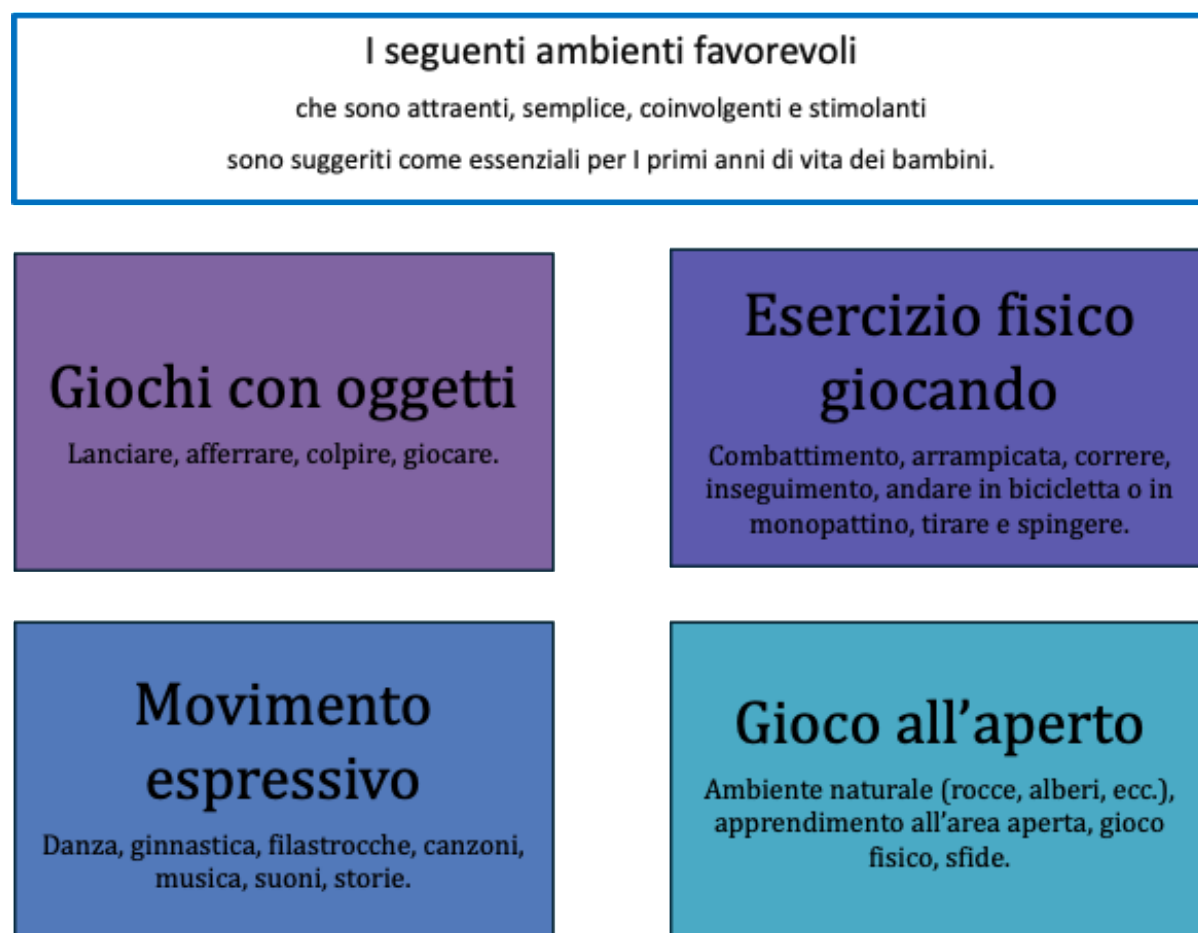 I seguenti ambienti favorevoli
che sono attraenti, semplice, coinvolgenti e stimolanti
sono suggeriti come essenziali per I primi anni di vita dei bambini.
Giochi con oggetti
Lanciare, afferrare, colpire, giocare.
Esercizio fisico
giocando
Combattimento, arrampicata, correre,
inseguimento, andare in bicicletta o in
monopattino, tirare e spingere.
Movimento
espressivo
Danza, ginnastica, filastrocche, canzoni,
musica, suoni, storie.
Gioco all’aperto
Ambiente naturale (rocce, alberi, ecc.),
apprendimento all’area aperta, gioco
fisico, sfide.